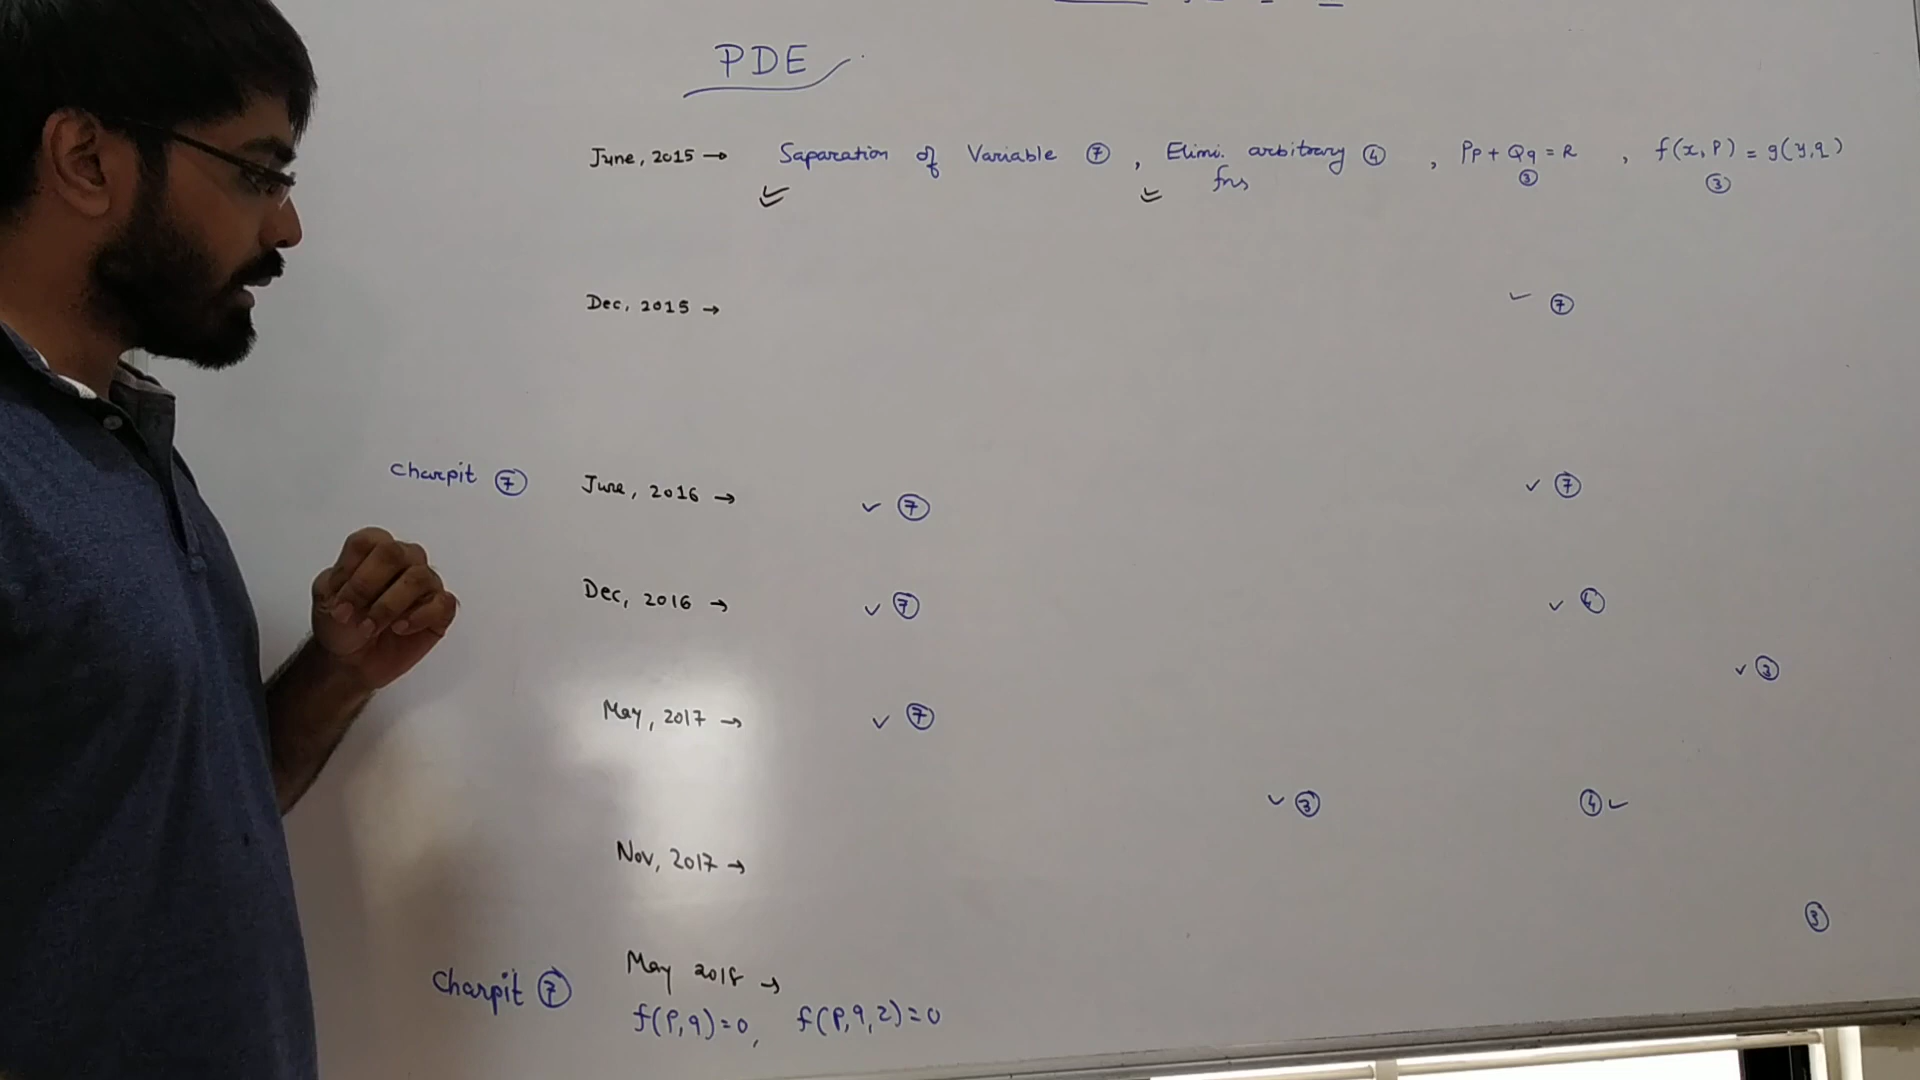 PDE
June, 2015 → Saparation of Variable ⑦ , Elimi. arbitrary ④ , Pp + Qq = R , f(x, p) = g(y, q)
fns ③ ③
Dec, 2015 → ✓ ⑦
Charpit ⑦ June, 2016 → ✓ ⑦ ✓ ⑦
Dec, 2016 → ✓ ⑦ ✓ ④
✓ ③
May, 2017 → ✓ ⑦
✓ ③ ④ ✓
Nov, 2017 →
③
Charpit ⑦ May 2018 →
f(p, q) = 0, f(p, q, z) = 0